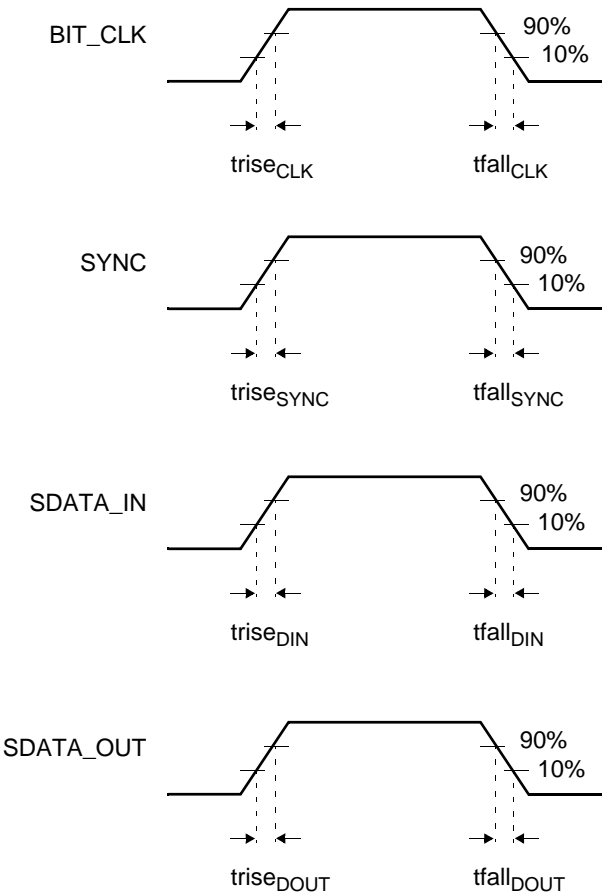 BIT_CLK
90%
10%
trise_CLK
tfall_CLK
SYNC
90%
10%
trise_SYNC
tfall_SYNC
SDATA_IN
90%
10%
trise_DIN
tfall_DIN
SDATA_OUT
90%
10%
trise_DOUT
tfall_DOUT